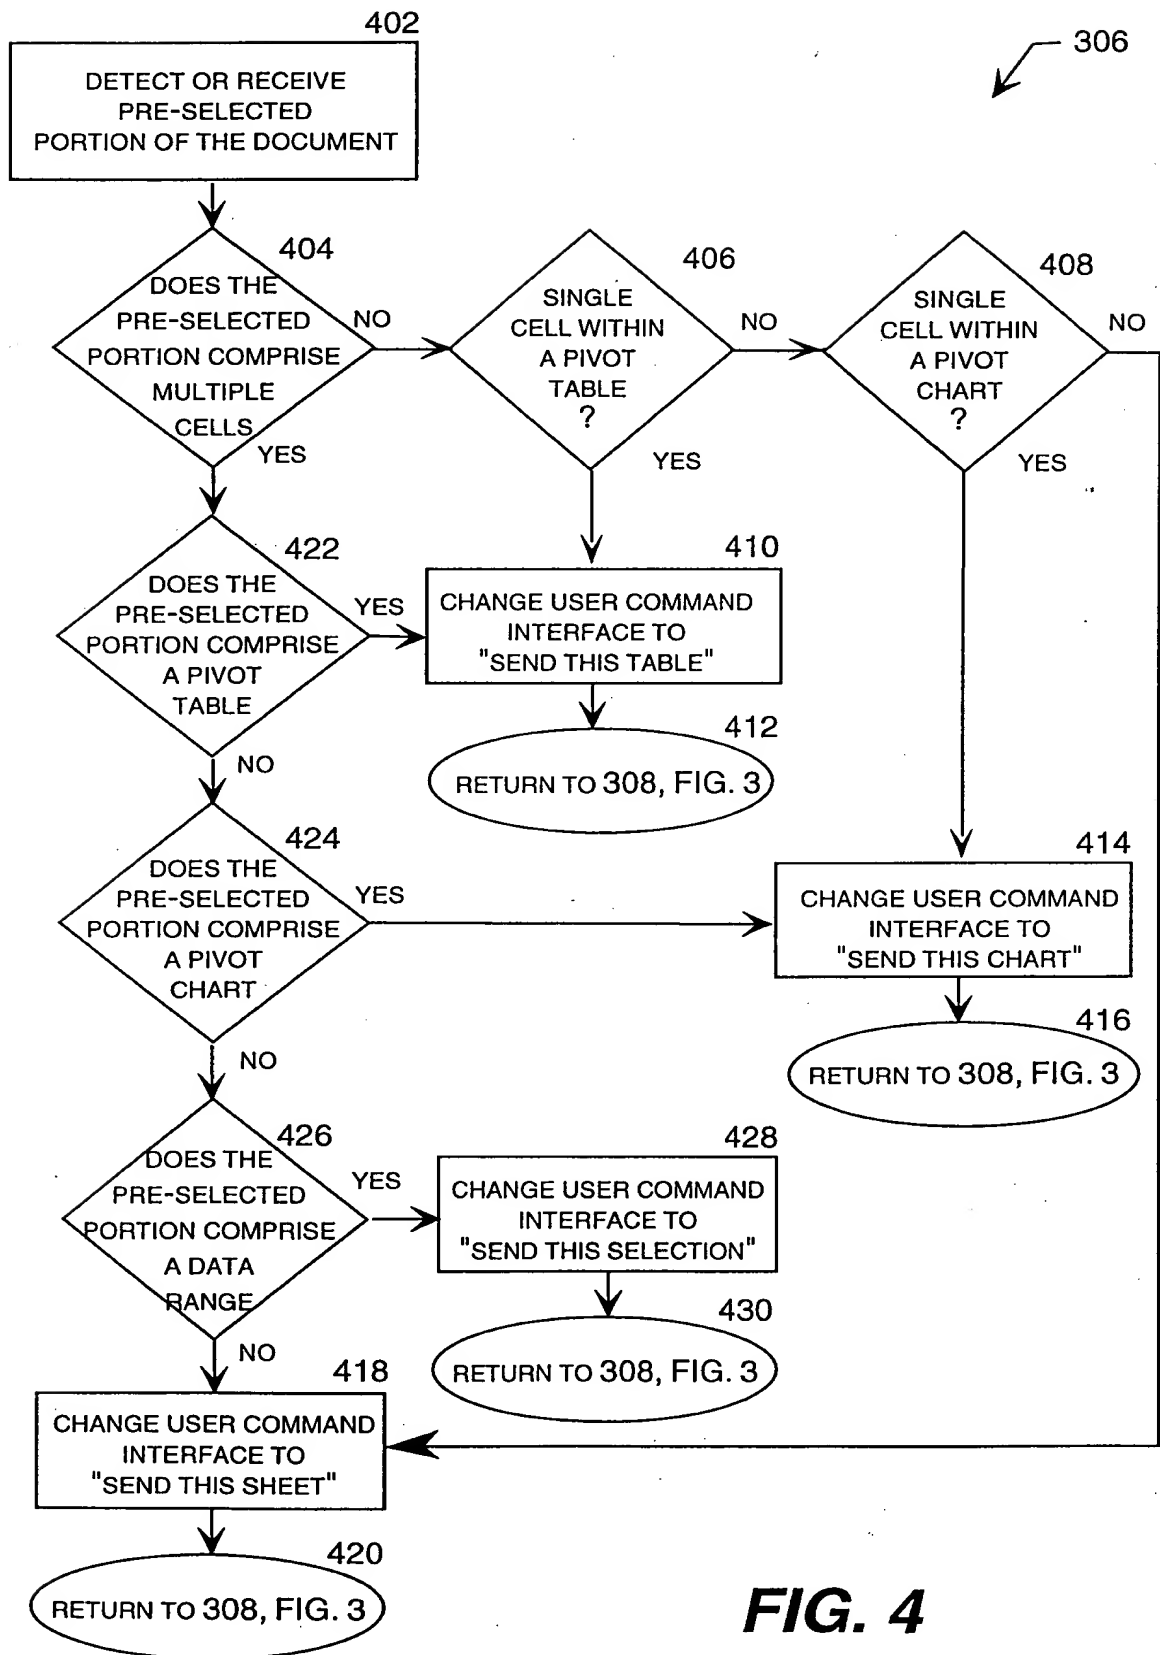 402
306
DETECT OR RECEIVE
PRE-SELECTED
PORTION OF THE DOCUMENT
404
DOES THE
PRE-SELECTED
PORTION COMPRISE
MULTIPLE
CELLS
NO
YES
406
SINGLE
CELL WITHIN
A PIVOT
TABLE
?
NO
YES
408
SINGLE
CELL WITHIN
A PIVOT
CHART
?
NO
YES
422
DOES THE
PRE-SELECTED
PORTION COMPRISE
A PIVOT
TABLE
YES
NO
410
CHANGE USER COMMAND
INTERFACE TO
"SEND THIS TABLE"
412
RETURN TO 308, FIG. 3
424
DOES THE
PRE-SELECTED
PORTION COMPRISE
A PIVOT
CHART
YES
NO
414
CHANGE USER COMMAND
INTERFACE TO
"SEND THIS CHART"
416
RETURN TO 308, FIG. 3
426
DOES THE
PRE-SELECTED
PORTION COMPRISE
A DATA
RANGE
YES
NO
428
CHANGE USER COMMAND
INTERFACE TO
"SEND THIS SELECTION"
430
RETURN TO 308, FIG. 3
418
CHANGE USER COMMAND
INTERFACE TO
"SEND THIS SHEET"
420
RETURN TO 308, FIG. 3
FIG. 4